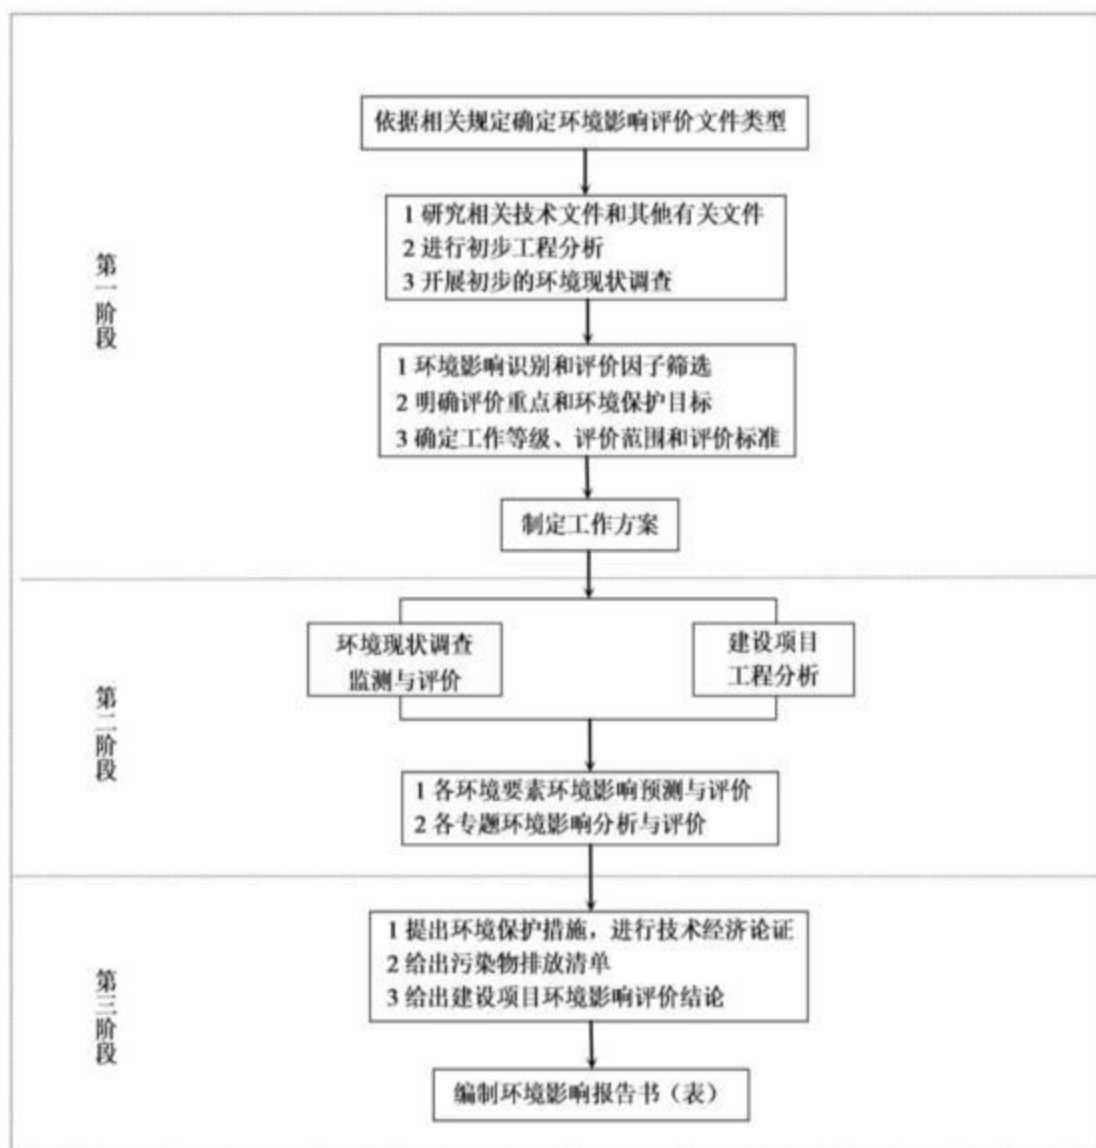 依据相关规定确定环境影响评价文件类型
1 研究相关技术文件和其他有关文件
2 进行初步工程分析
3 开展初步的环境现状调查
第一阶段
1 环境影响识别和评价因子筛选
2 明确评价重点和环境保护目标
3 确定工作等级、评价范围和评价标准
制定工作方案
环境现状调查
监测与评价
建设项目
工程分析
第二阶段
1 各环境要素环境影响预测与评价
2 各专题环境影响分析与评价
1 提出环境保护措施，进行技术经济论证
2 给出污染物排放清单
3 给出建设项目环境影响评价结论
第三阶段
编制环境影响报告书（表）